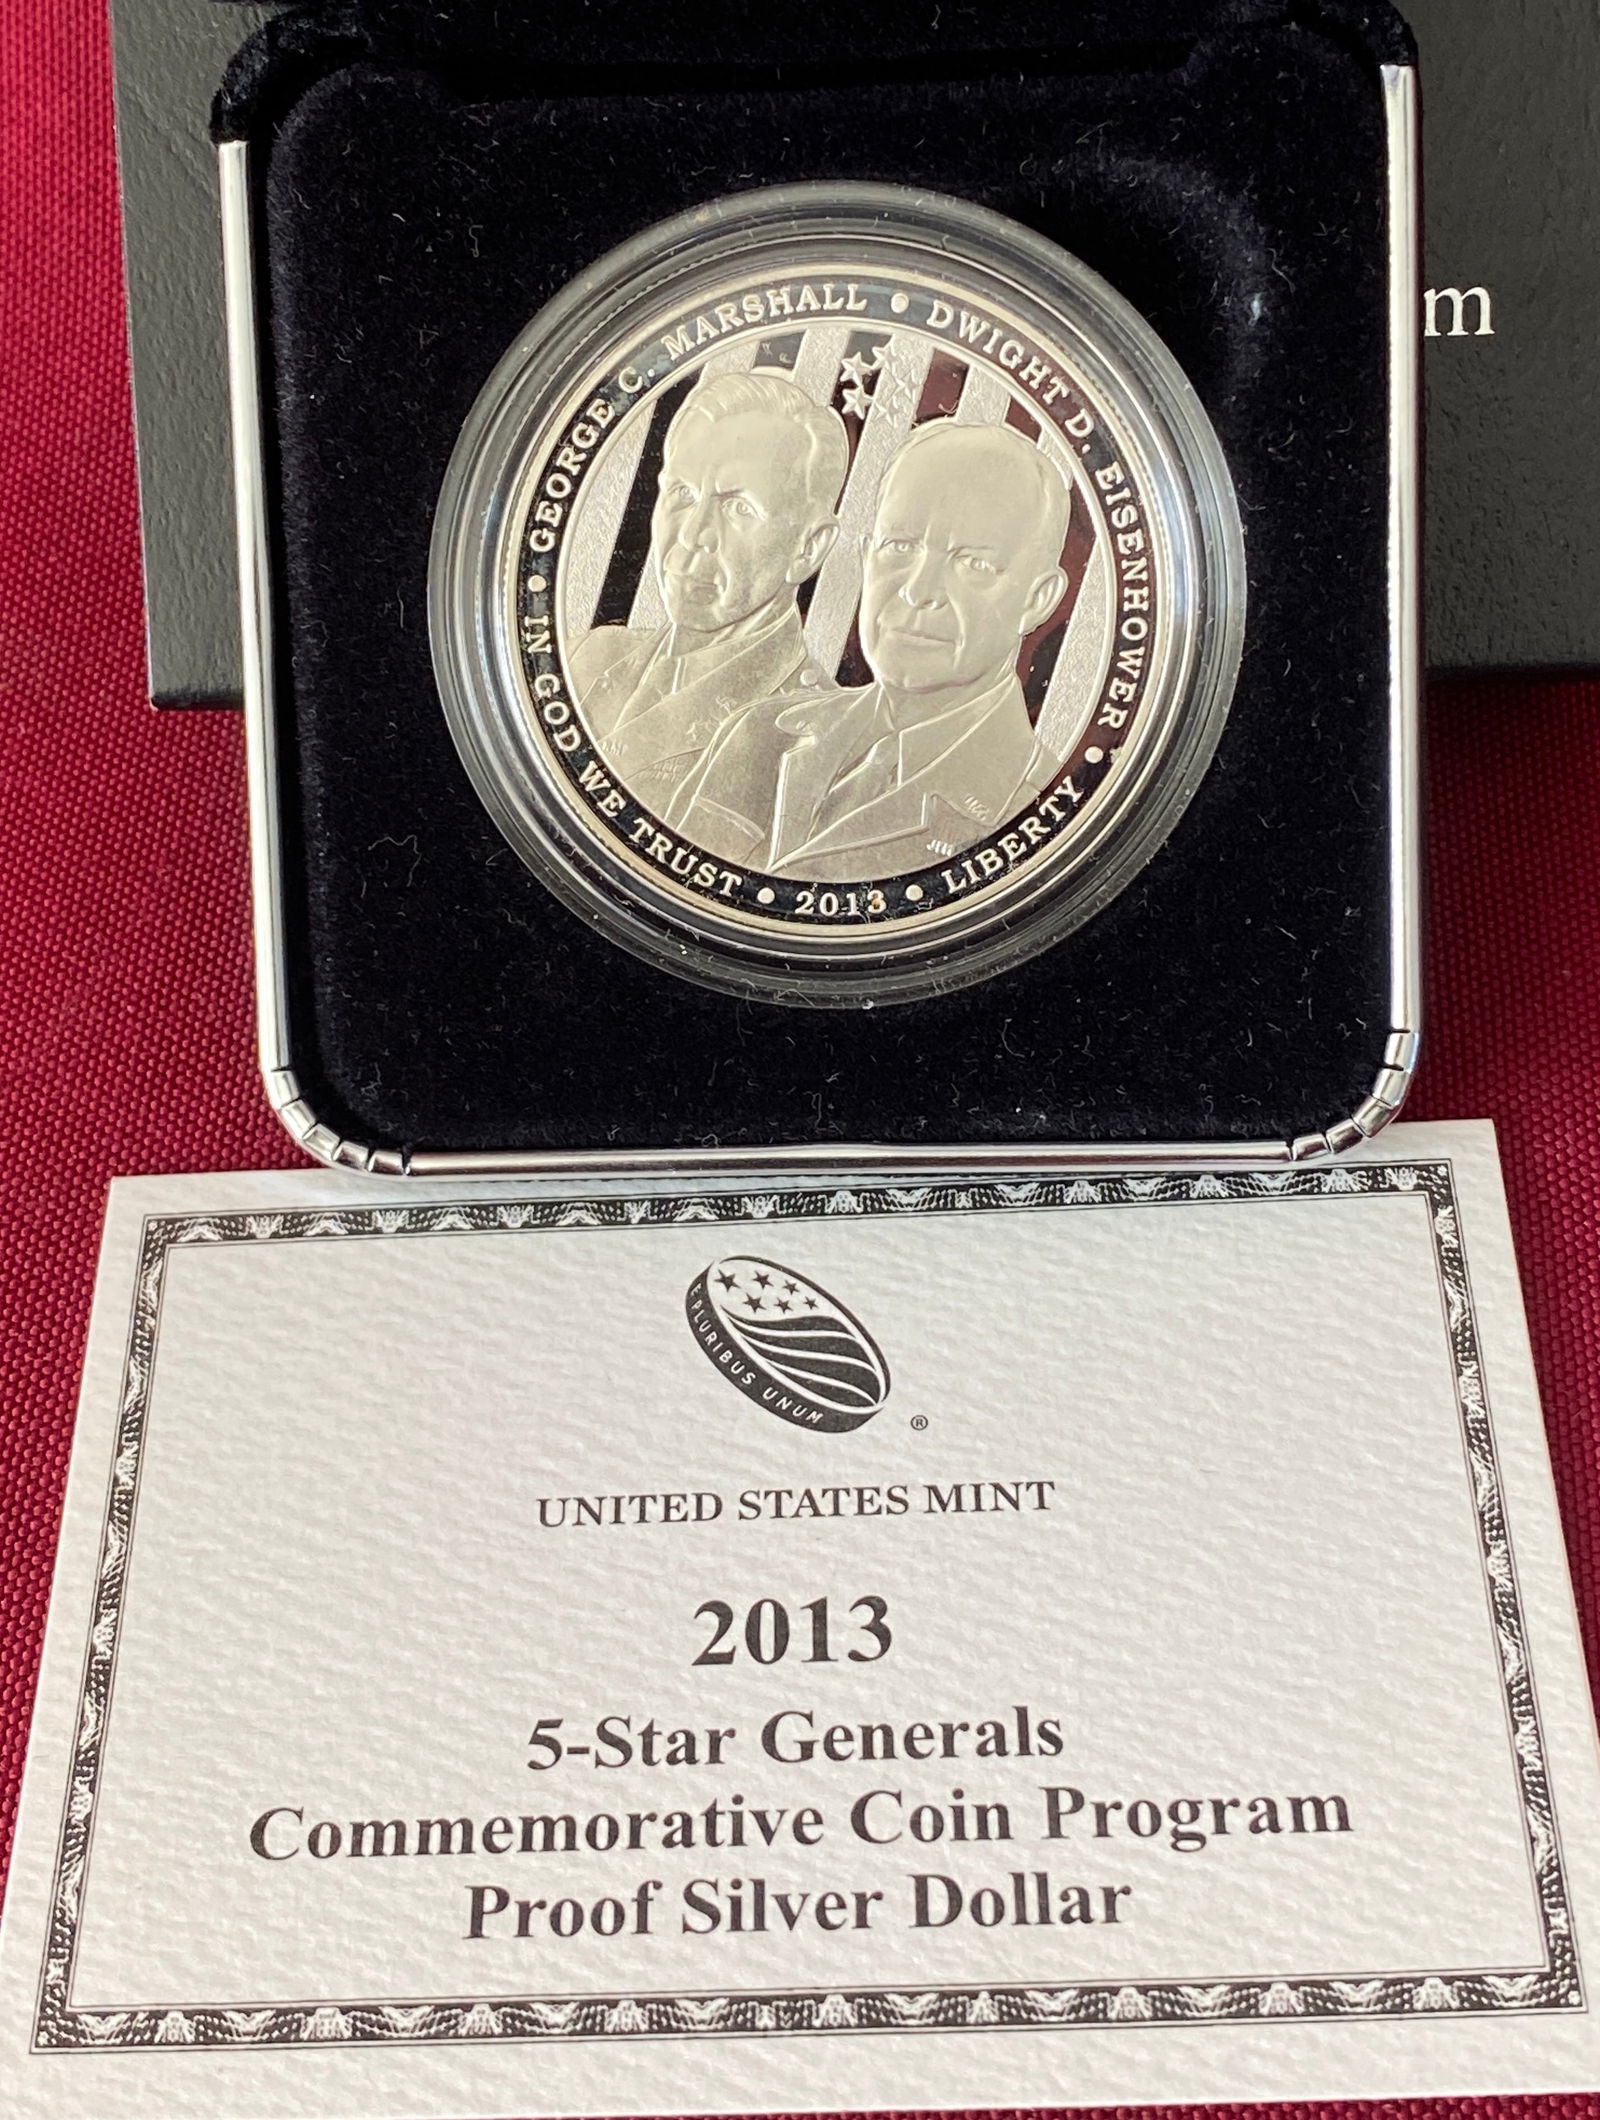 m
GEORGE C. MARSHALL • DWIGHT D. EISENHOWER • LIBERTY • 2013 • IN GOD WE TRUST •
E PLURIBUS UNUM
®
UNITED STATES MINT
2013
5-Star Generals
Commemorative Coin Program
Proof Silver Dollar